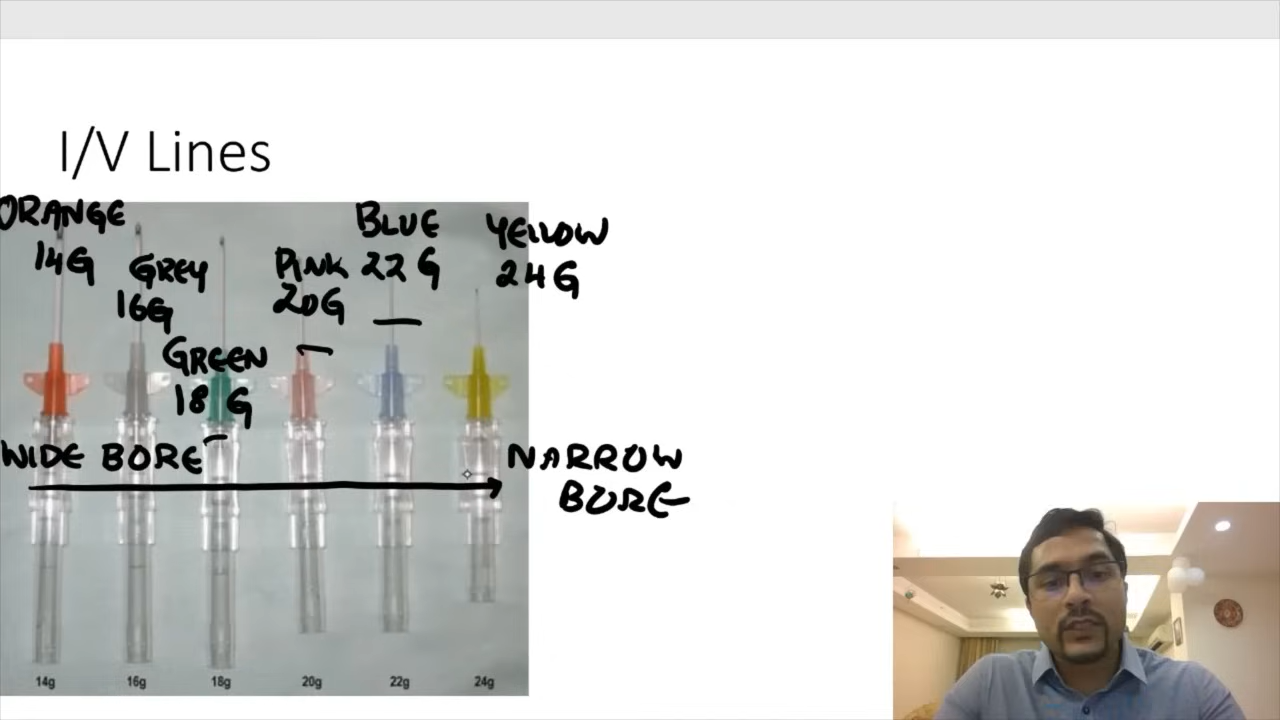 I/V Lines
ORANGE
14G
GREY
16G
GREEN
18 G
PINK
20G
BLUE
22 G
YELLOW
24G
WIDE BORE
NARROW
BORE
14g
16g
18g
20g
22g
24g